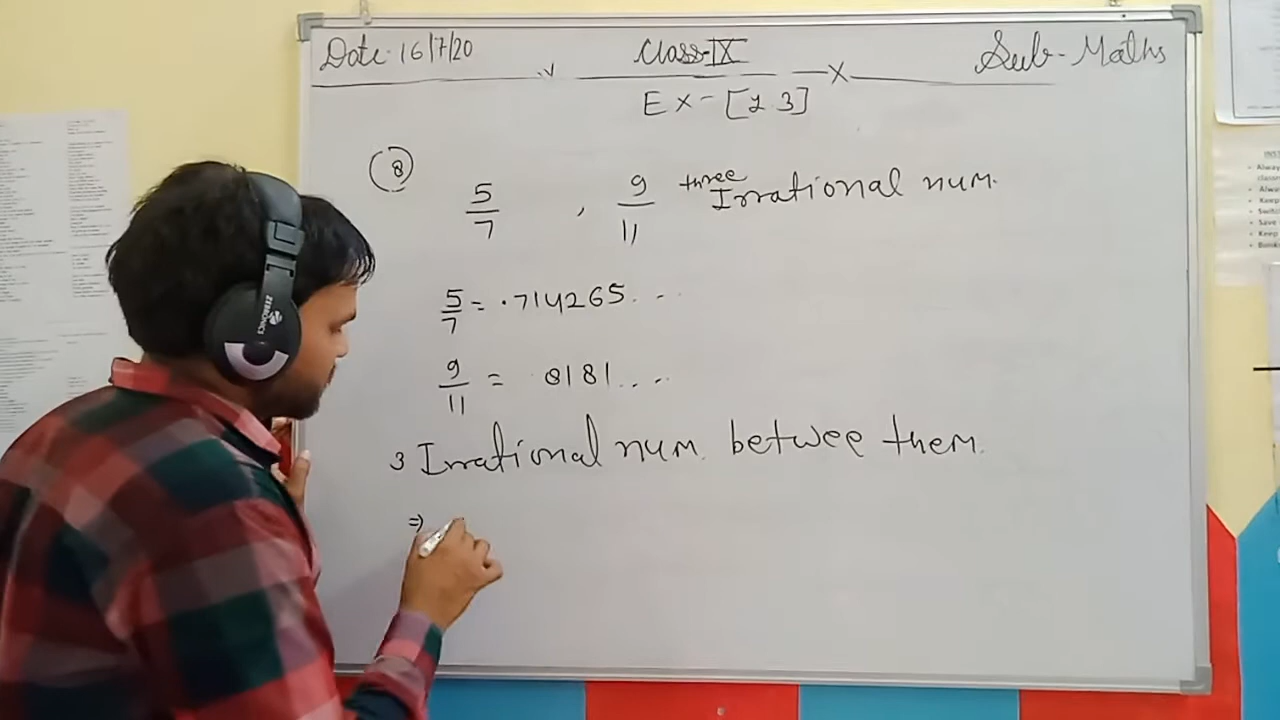 Date 16/7/20 Class-IX Sub-Maths
Ex-[1.3]
8
5/7 , 9/11 three Irrational num.
5/7 = .714265...
9/11 = .8181....
3 Irrational num. betwee them.
⇒
ZEBRONICS